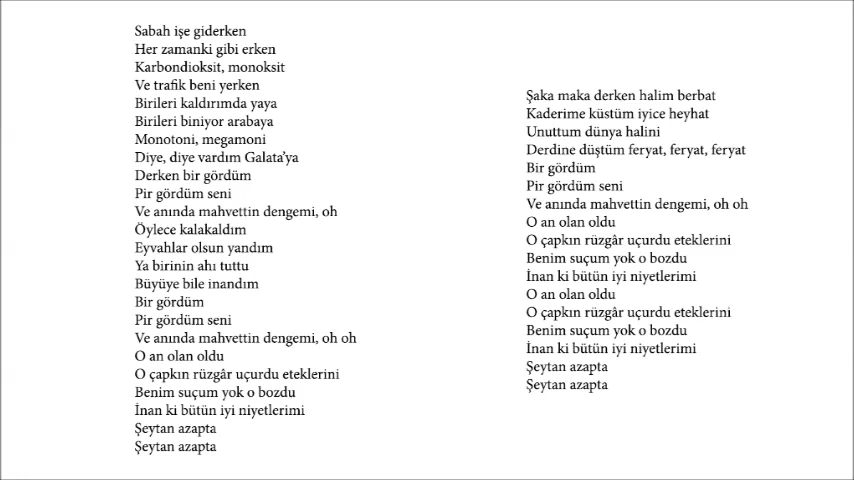 Sabah işe giderken
Her zamanki gibi erken
Karbondioksit, monoksit
Ve trafik beni yerken
Birileri kaldırımda yaya
Birileri biniyor arabaya
Monotoni, megamoni
Diye, diye vardım Galata’ya
Derken bir gördüm
Pir gördüm seni
Ve anında mahvettin dengemi, oh
Öylece kalakaldım
Eyvahlar olsun yandım
Ya birinin ahı tuttu
Büyüye bile inandım
Bir gördüm
Pir gördüm seni
Ve anında mahvettin dengemi, oh oh
O an olan oldu
O çapkın rüzgâr uçurdu eteklerini
Benim suçum yok o bozdu
İnan ki bütün iyi niyetlerimi
Şeytan azapta
Şeytan azapta
Şaka maka derken halim berbat
Kaderime küstüm iyice heyhat
Unuttum dünya halini
Derdine düştüm feryat, feryat, feryat
Bir gördüm
Pir gördüm seni
Ve anında mahvettin dengemi, oh oh
O an olan oldu
O çapkın rüzgâr uçurdu eteklerini
Benim suçum yok o bozdu
İnan ki bütün iyi niyetlerimi
O an olan oldu
O çapkın rüzgâr uçurdu eteklerini
Benim suçum yok o bozdu
İnan ki bütün iyi niyetlerimi
Şeytan azapta
Şeytan azapta